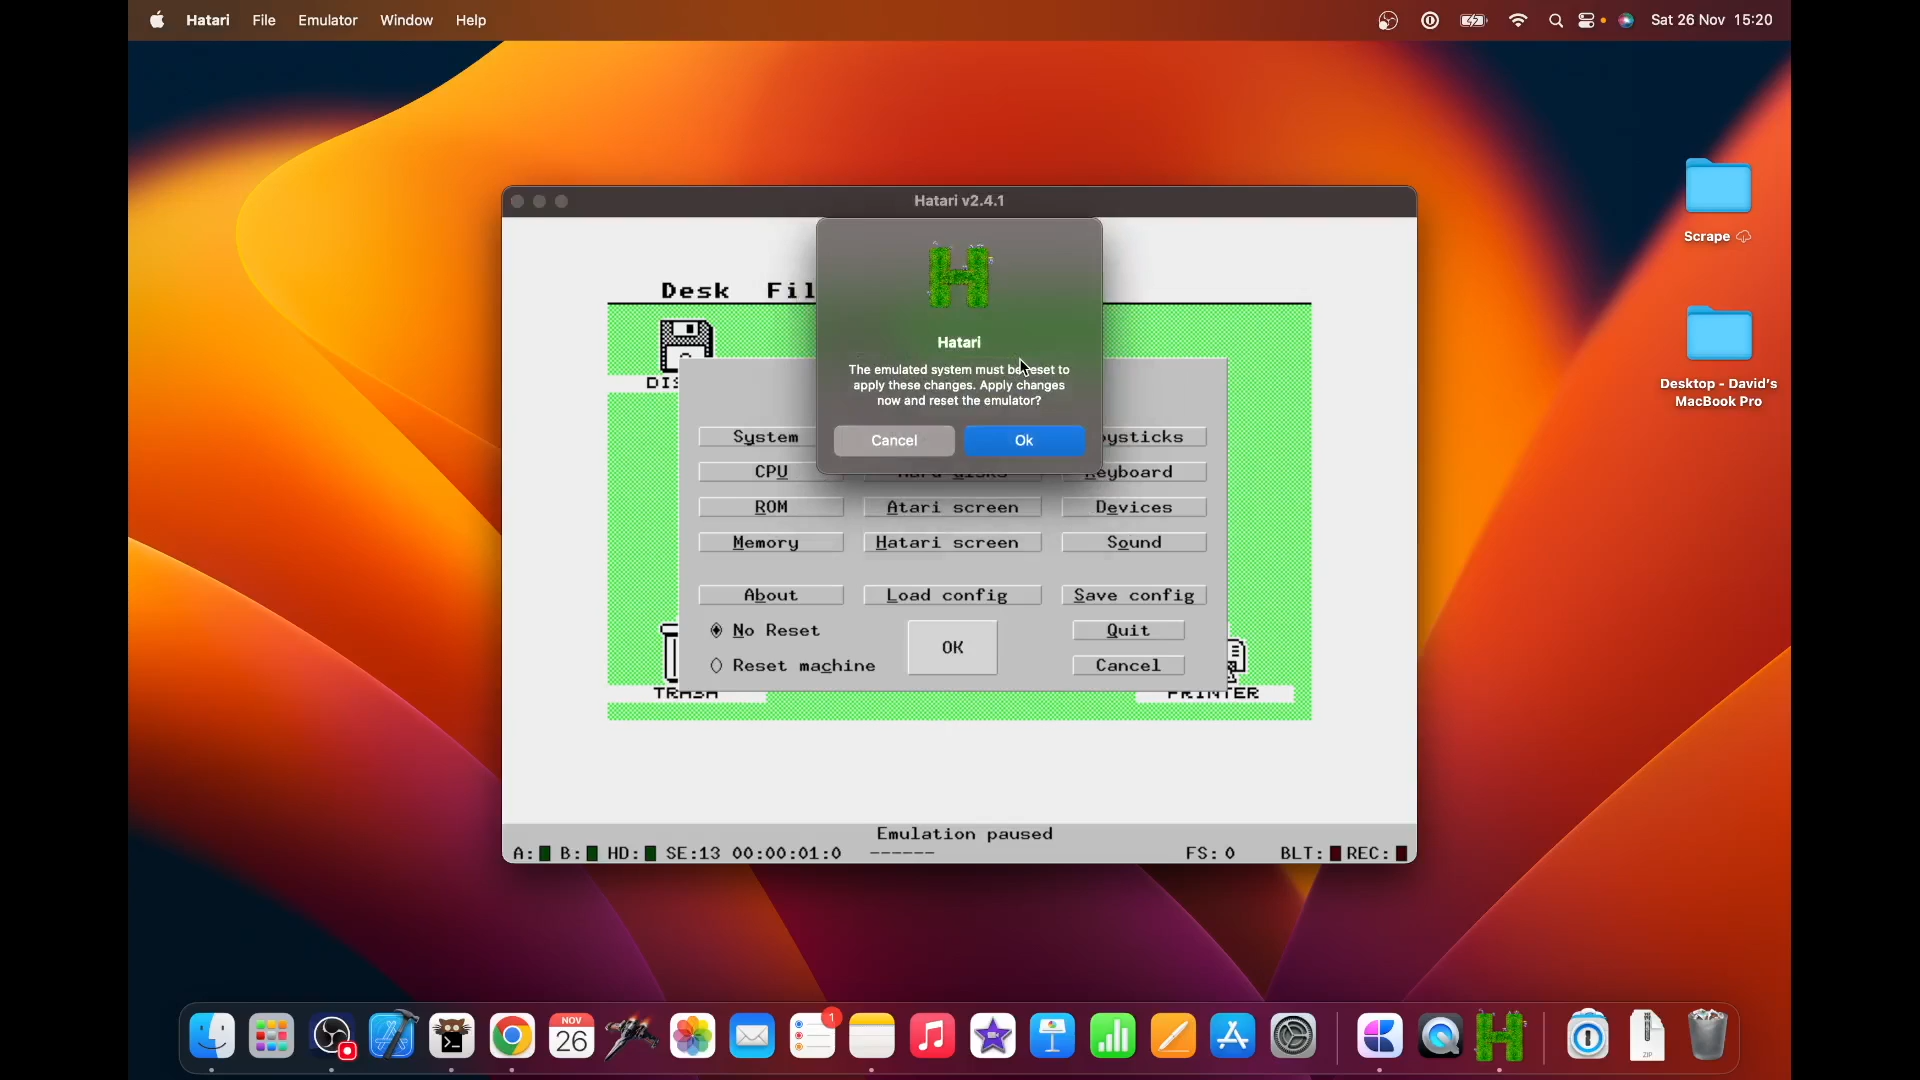 Hatari File Emulator Window Help Sat 26 Nov 15:20
Hatari v2.4.1
Desk Fil
Hatari
The emulated system must be reset to
apply these changes. Apply changes
now and reset the emulator?
Cancel Ok
System
CPU Keyboard
ROM Atari screen Devices
Memory Hatari screen Sound
About Load config Save config
No Reset OK Quit
Reset machine Cancel
TRASH PRINTER
Emulation paused
A: B: HD: SE:13 00:00:01:0 ------ FS: 0 BLT: REC:
Scrape
Desktop - David's
MacBook Pro
NOV
26
1
ZIP